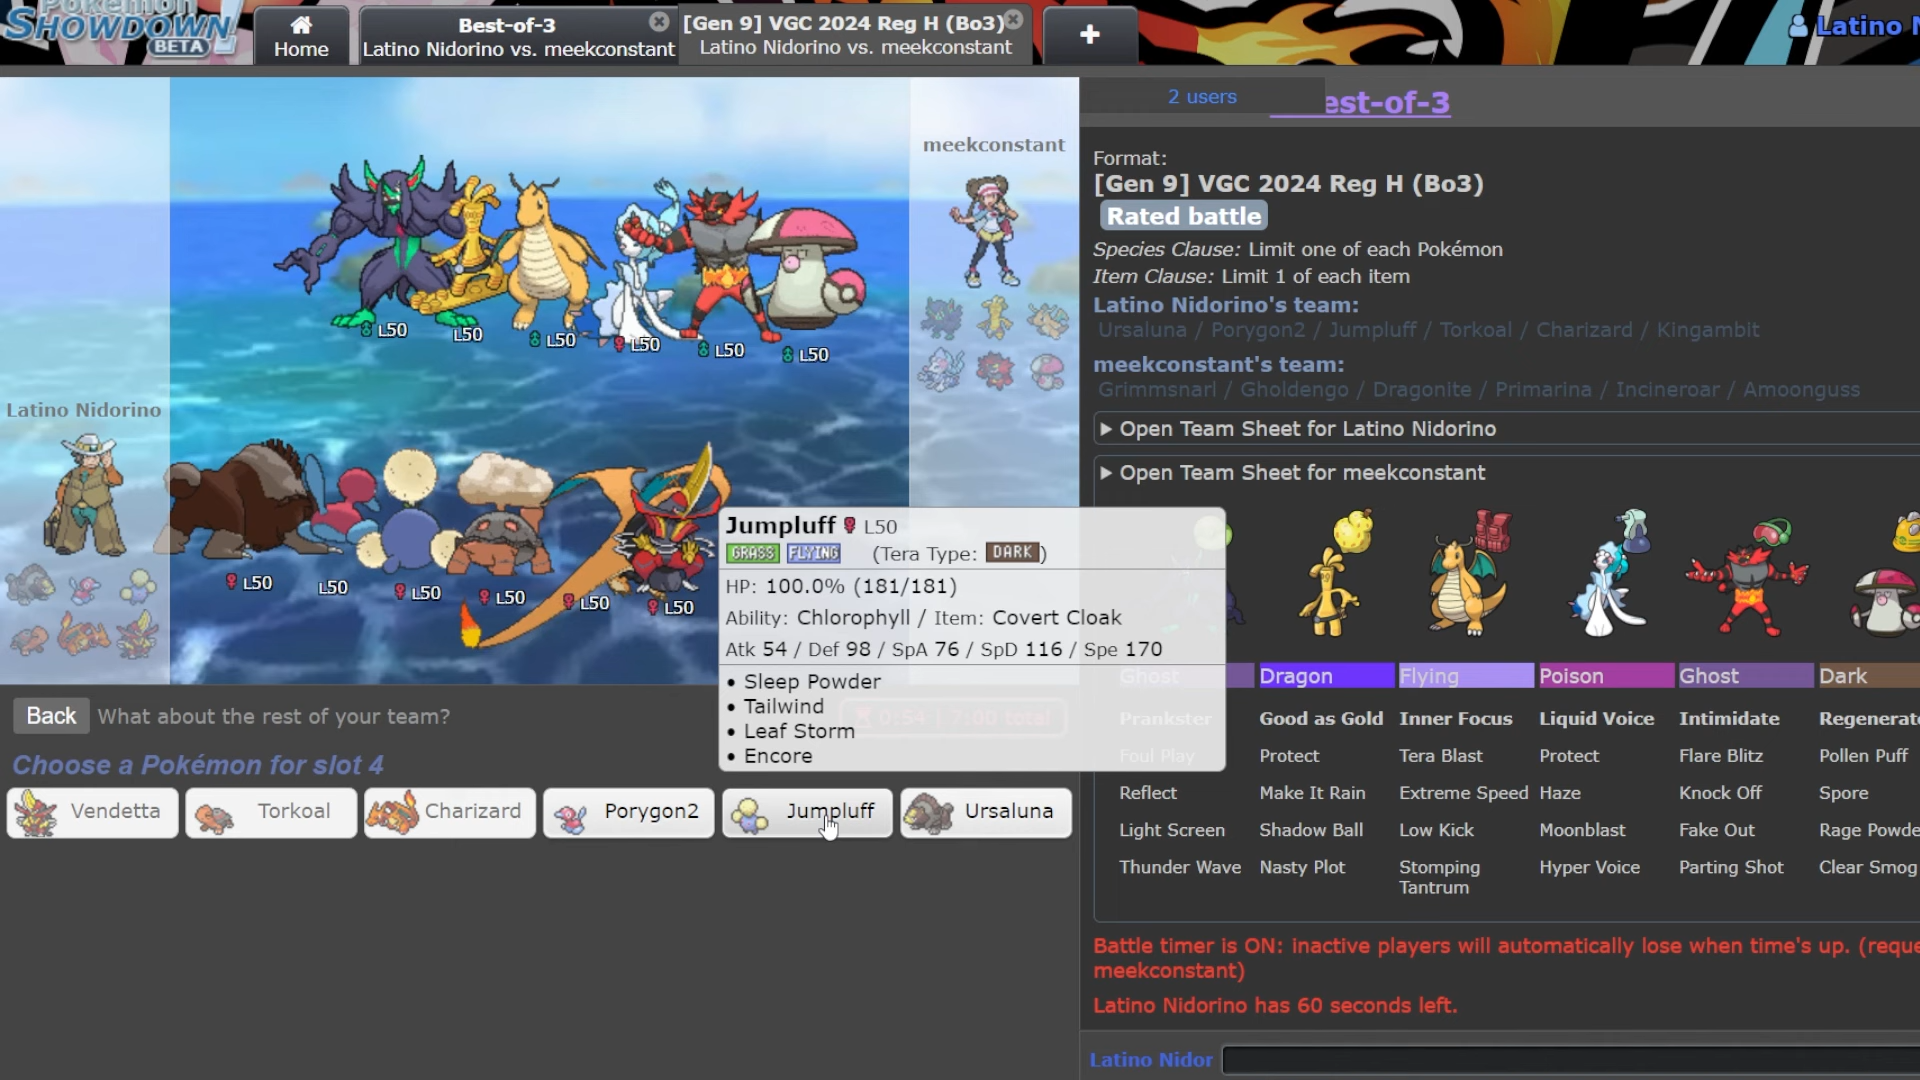 Pokémon
SHOWDOWN
BETA
Home
Best-of-3
Latino Nidorino vs. meekconstant
[Gen 9] VGC 2024 Reg H (Bo3)
Latino Nidorino vs. meekconstant
Latino N
meekconstant
L50 L50 L50 L50 L50 L50
Latino Nidorino
L50 L50 L50 L50 L50 L50
Jumpluff L50
GRASS FLYING (Tera Type: DARK)
HP: 100.0% (181/181)
Ability: Chlorophyll / Item: Covert Cloak
Atk 54 / Def 98 / SpA 76 / SpD 116 / Spe 170
• Sleep Powder
• Tailwind
• Leaf Storm
• Encore
Back What about the rest of your team?
Choose a Pokémon for slot 4
Vendetta Torkoal Charizard Porygon2 Jumpluff Ursaluna
2 users
est-of-3
Format:
[Gen 9] VGC 2024 Reg H (Bo3)
Rated battle
Species Clause: Limit one of each Pokémon
Item Clause: Limit 1 of each item
Latino Nidorino's team:
Ursaluna / Porygon2 / Jumpluff / Torkoal / Charizard / Kingambit
meekconstant's team:
Grimmsnarl / Gholdengo / Dragonite / Primarina / Incineroar / Amoonguss
Open Team Sheet for Latino Nidorino
Open Team Sheet for meekconstant
Ghost Dragon Flying Poison Ghost Dark
Prankster Good as Gold Inner Focus Liquid Voice Intimidate Regenerat
Foul Play Protect Tera Blast Protect Flare Blitz Pollen Puff
Reflect Make It Rain Extreme Speed Haze Knock Off Spore
Light Screen Shadow Ball Low Kick Moonblast Fake Out Rage Powde
Thunder Wave Nasty Plot Stomping Tantrum Hyper Voice Parting Shot Clear Smog
Battle timer is ON: inactive players will automatically lose when time's up. (reque
meekconstant)
Latino Nidorino has 60 seconds left.
Latino Nidor